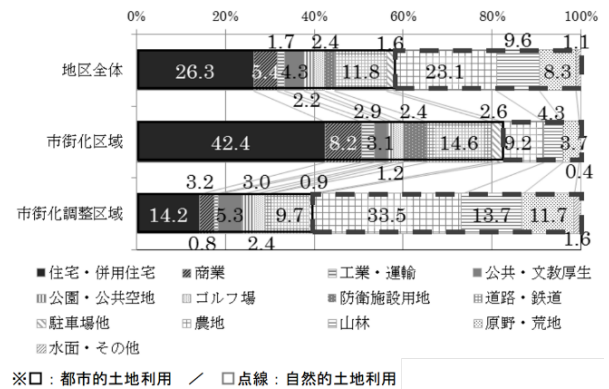 0% 20% 40% 60% 80% 100%
1.7 2.4 1.6 9.6 1.1
地区全体 26.3 5.4 4.3 11.8 23.1 8.3
2.2 2.9 2.4 2.6 4.3
市街化区域 42.4 8.2 3.1 14.6 9.2 3.7
3.2 3.0 0.9 1.2 0.4
市街化調整区域 14.2 5.3 9.7 33.5 13.7 11.7
0.8 2.4 1.6
住宅・併用住宅 商業 工業・運輸 公共・文教厚生
公園・公共空地 ゴルフ場 防衛施設用地 道路・鉄道
駐車場他 農地 山林 原野・荒地
水面・その他
※□：都市的土地利用 ／ □点線：自然的土地利用